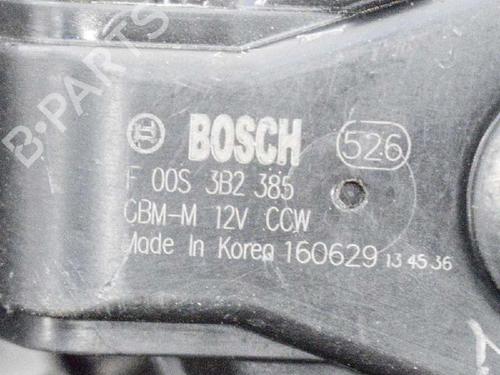 B-PARTS
BOSCH 526
F 00S 3B2 385
CBM-M 12V CCW
Made In Korea 160629 13 45 36